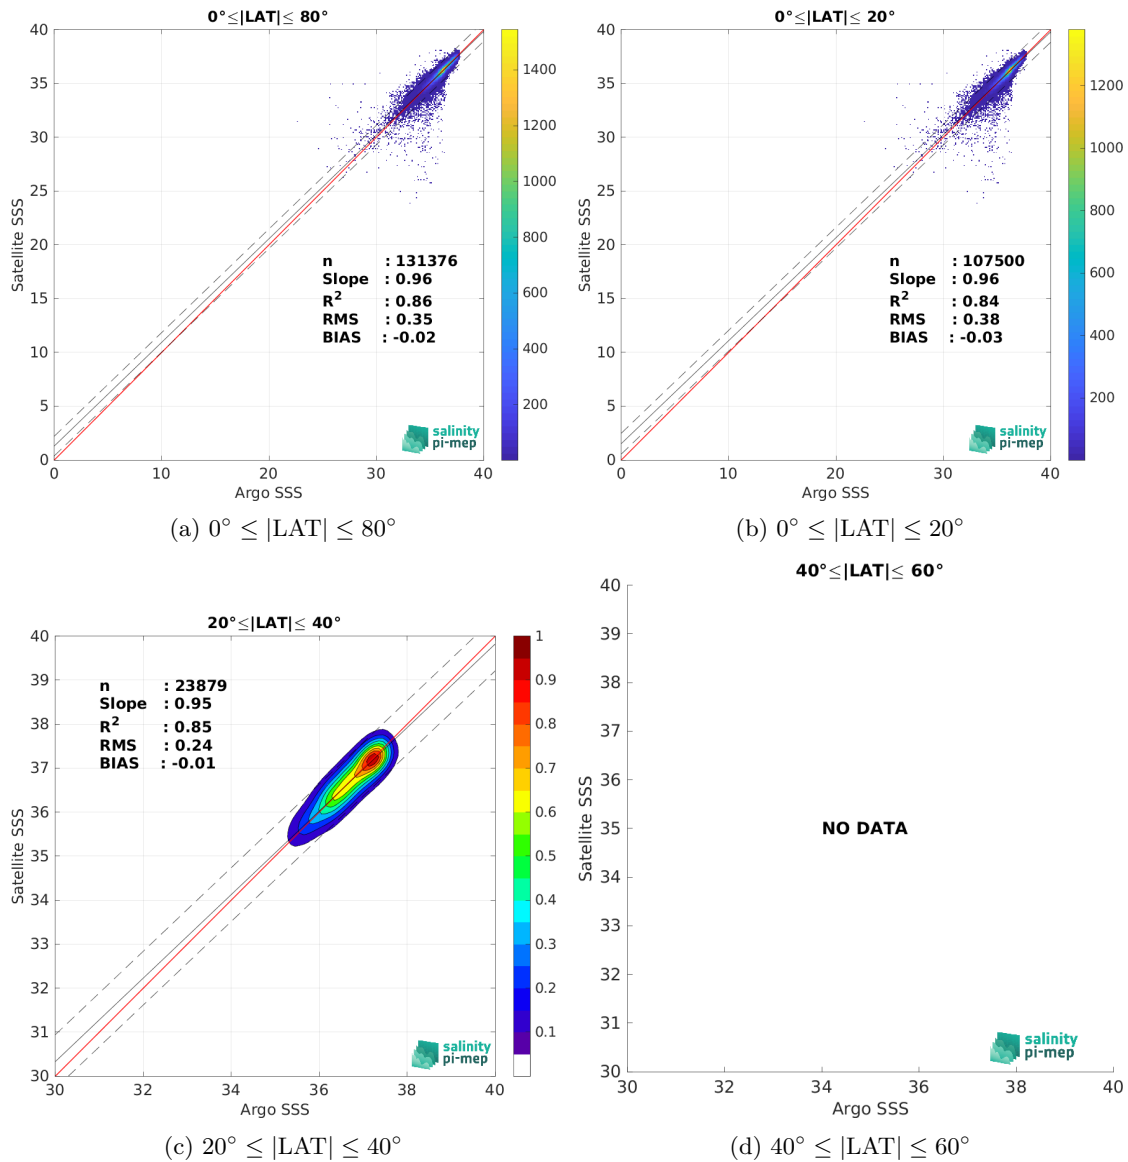 0°≤|LAT|≤ 80°
40
35
30
25
20
15
10
5
0
0
10
20
30
40
Satellite SSS
Argo SSS
n : 131376
Slope : 0.96
R² : 0.86
RMS : 0.35
BIAS : -0.02
salinity
pi-mep
1400
1200
1000
800
600
400
200
(a) 0° ≤ |LAT| ≤ 80°
0°≤|LAT|≤ 20°
40
35
30
25
20
15
10
5
0
0
10
20
30
40
Satellite SSS
Argo SSS
n : 107500
Slope : 0.96
R² : 0.84
RMS : 0.38
BIAS : -0.03
salinity
pi-mep
1200
1000
800
600
400
200
(b) 0° ≤ |LAT| ≤ 20°
20°≤|LAT|≤ 40°
40
39
38
37
36
35
34
33
32
31
30
30
32
34
36
38
40
Satellite SSS
Argo SSS
n : 23879
Slope : 0.95
R² : 0.85
RMS : 0.24
BIAS : -0.01
salinity
pi-mep
1
0.9
0.8
0.7
0.6
0.5
0.4
0.3
0.2
0.1
(c) 20° ≤ |LAT| ≤ 40°
40°≤|LAT|≤ 60°
40
39
38
37
36
35
34
33
32
31
30
30
32
34
36
38
40
Satellite SSS
Argo SSS
NO DATA
salinity
pi-mep
(d) 40° ≤ |LAT| ≤ 60°